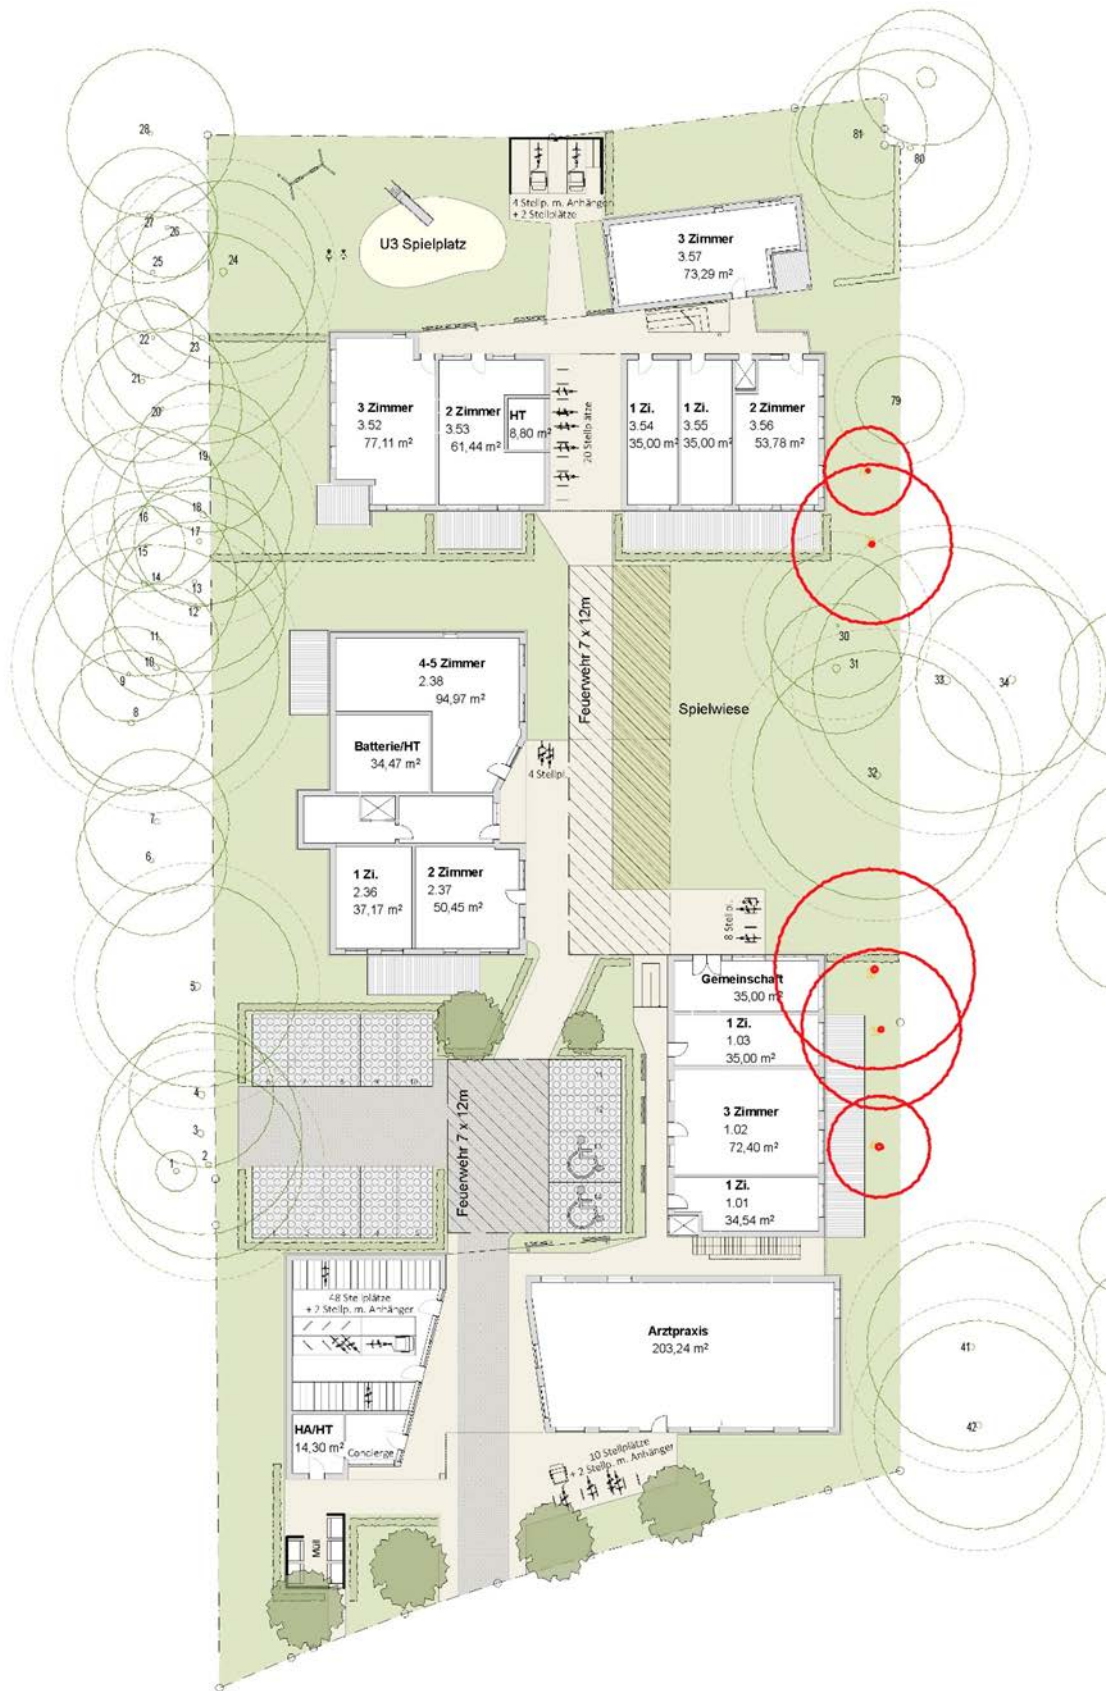 28
81
80
4 Stellp. m. Anhänger
+ 2 Stellplätze
27
26
25
24
U3 Spielplatz
3 Zimmer
3.57
73,29 m²
22
23
21
20
19
18
16
17
15
14
13
12
11
10
9
8
7
6
5
4
3
2
1
3 Zimmer
3.52
77,11 m²
2 Zimmer
3.53
61,44 m²
HT
8,80 m²
20 Stellplätze
1 Zi.
3.54
35,00 m²
1 Zi.
3.55
35,00 m²
2 Zimmer
3.56
53,78 m²
79
30
31
33
34
32
Feuerwehr 7 x 12m
Spielwiese
4-5 Zimmer
2.38
94,97 m²
Batterie/HT
34,47 m²
4 Stellpl.
1 Zi.
2.36
37,17 m²
2 Zimmer
2.37
50,45 m²
8 Stellpl.
Gemeinschaft
35,00 m²
1 Zi.
1.03
35,00 m²
3 Zimmer
1.02
72,40 m²
1 Zi.
1.01
34,54 m²
6 7 8 9 10
11
12
Feuerwehr 7 x 12m
48 Stellplätze
+ 2 Stellp. m. Anhänger
Arztpraxis
203,24 m²
41
42
HA/HT
14,30 m²
Concierge
10 Stellplätze
+ 2 Stellp. m. Anhänger
Müll